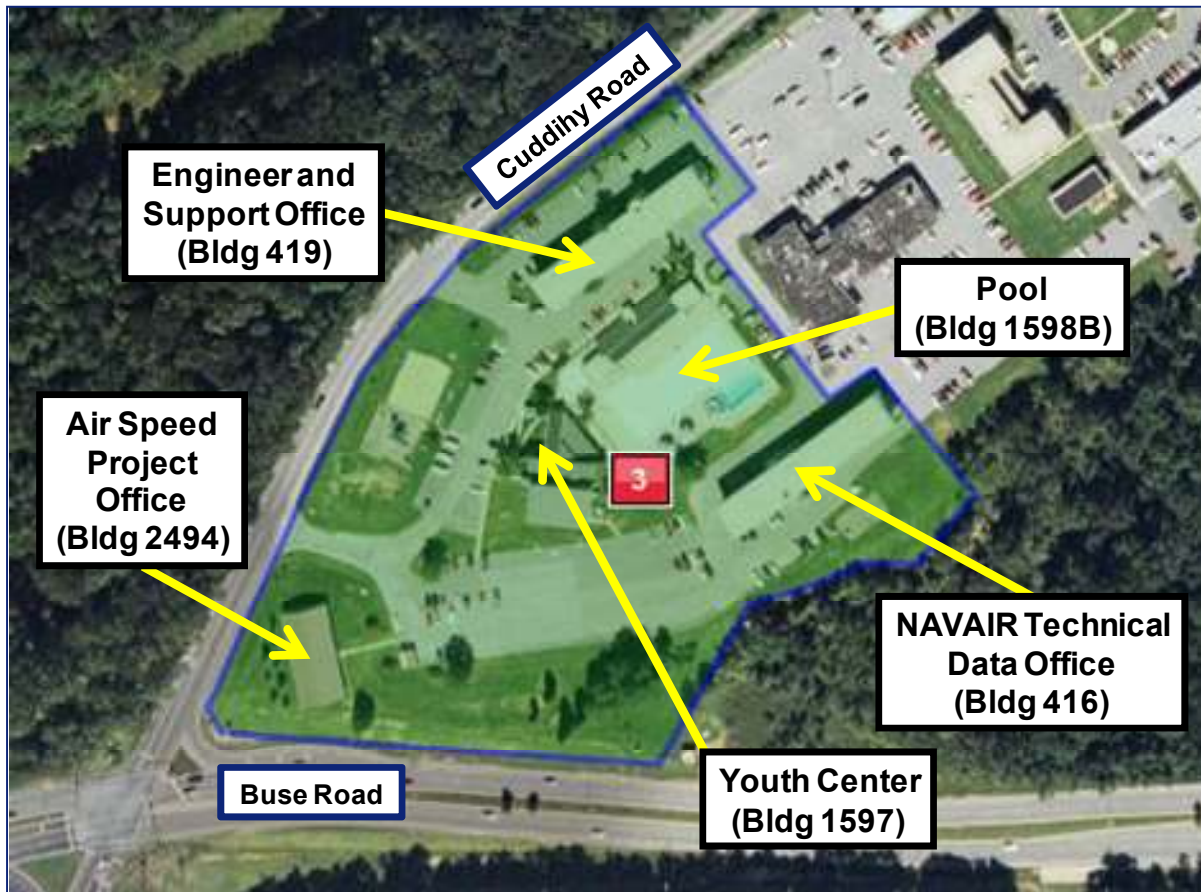 Cuddihy Road
Engineer and
Support Office
(Bldg 419)
Pool
(Bldg 1598B)
Air Speed
Project
Office
(Bldg 2494)
3
NAVAIR Technical
Data Office
(Bldg 416)
Youth Center
(Bldg 1597)
Buse Road